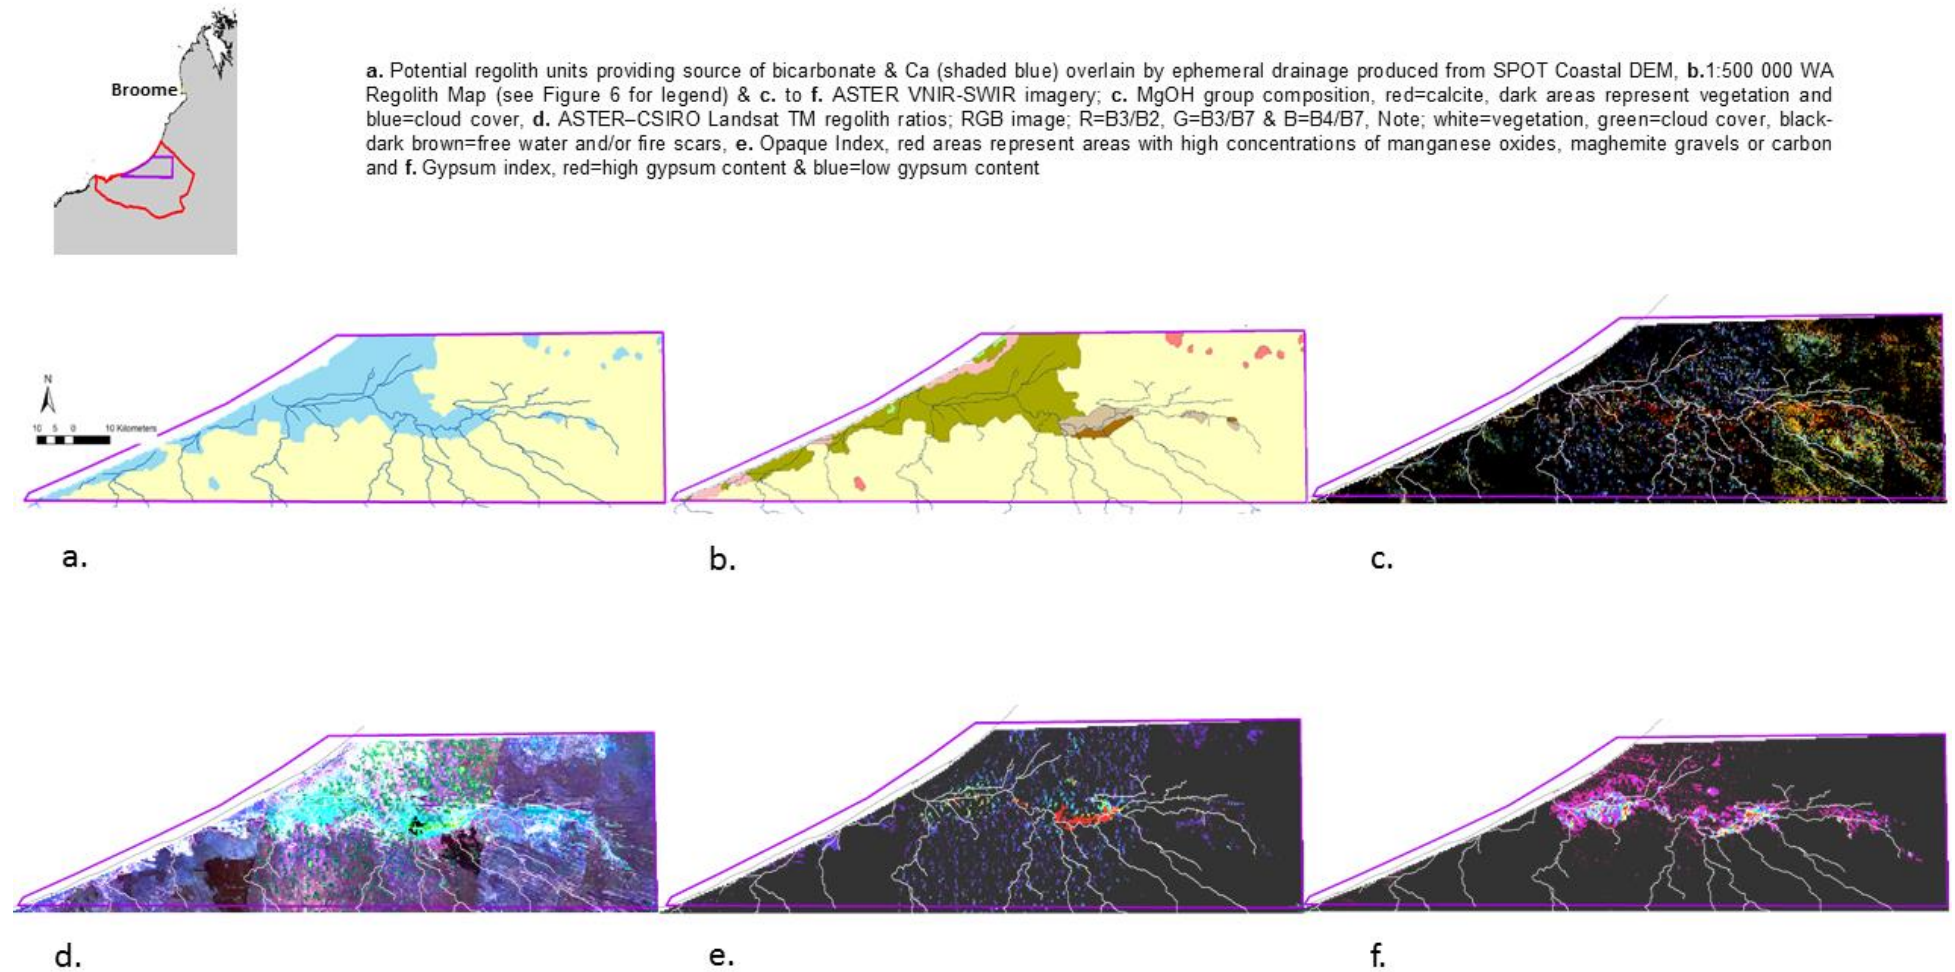 Broome
a. Potential regolith units providing source of bicarbonate & Ca (shaded blue) overlain by ephemeral drainage produced from SPOT Coastal DEM, b.1:500 000 WA
Regolith Map (see Figure 6 for legend) & c. to f. ASTER VNIR-SWIR imagery; c. MgOH group composition, red=calcite, dark areas represent vegetation and
blue=cloud cover, d. ASTER–CSIRO Landsat TM regolith ratios; RGB image; R=B3/B2, G=B3/B7 & B=B4/B7, Note; white=vegetation, green=cloud cover, black-
dark brown=free water and/or fire scars, e. Opaque Index, red areas represent areas with high concentrations of manganese oxides, maghemite gravels or carbon
and f. Gypsum index, red=high gypsum content & blue=low gypsum content
N
10 5 0 10 Kilometers
a. b. c.
d. e. f.